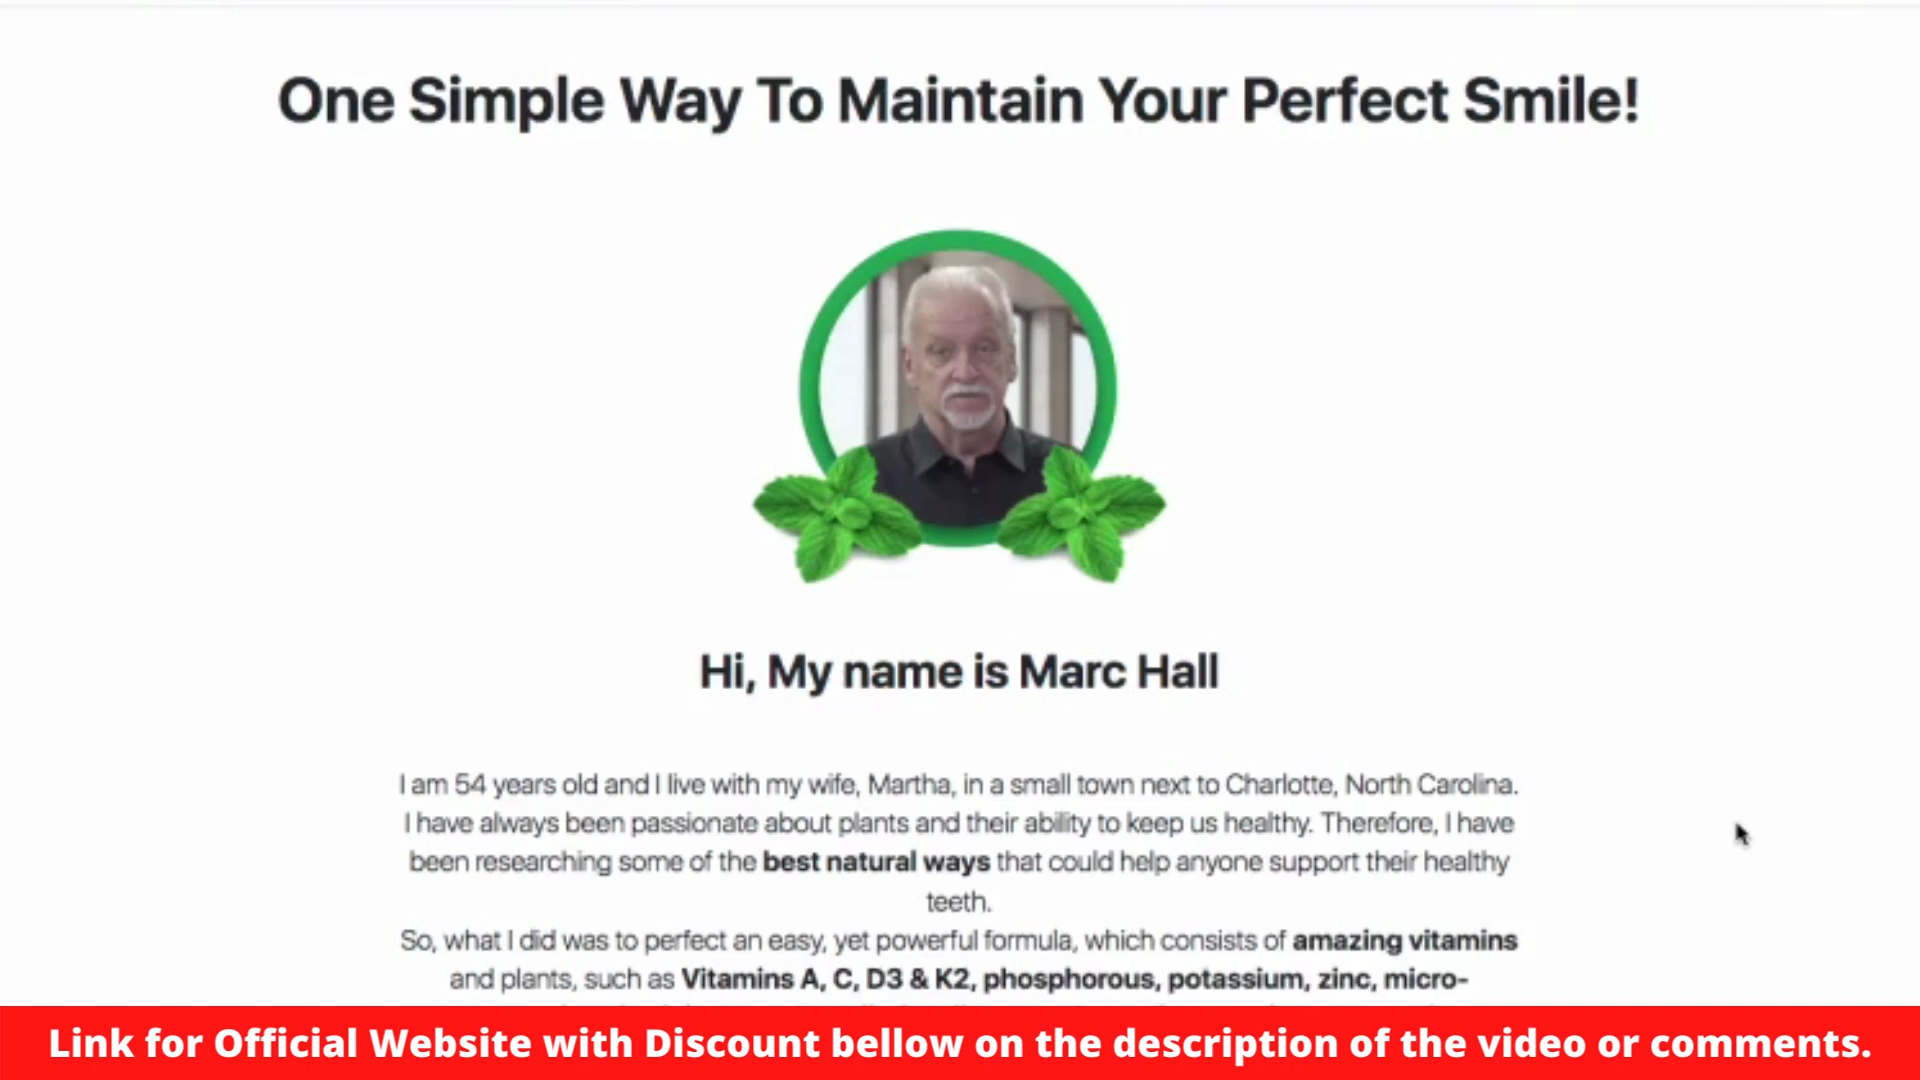 One Simple Way To Maintain Your Perfect Smile!
Hi, My name is Marc Hall
I am 54 years old and I live with my wife, Martha, in a small town next to Charlotte, North Carolina.
I have always been passionate about plants and their ability to keep us healthy. Therefore, I have
been researching some of the best natural ways that could help anyone support their healthy
teeth.
So, what I did was to perfect an easy, yet powerful formula, which consists of amazing vitamins
and plants, such as Vitamins A, C, D3 & K2, phosphorous, potassium, zinc, micro-
Link for Official Website with Discount bellow on the description of the video or comments.